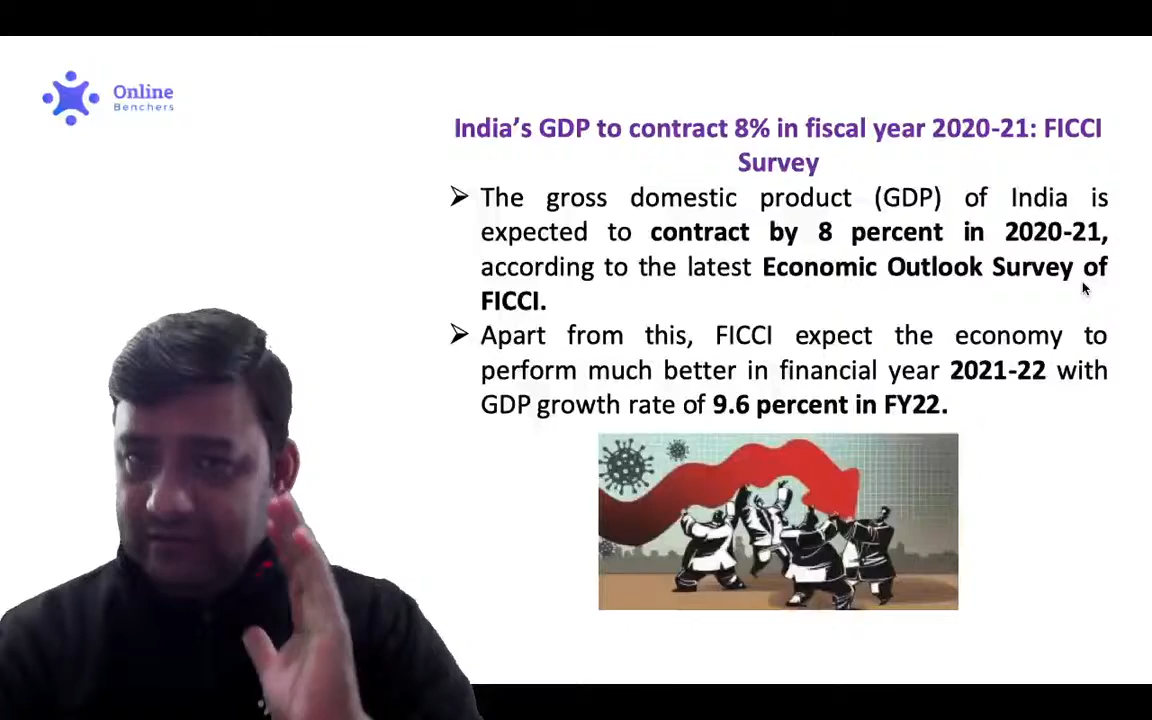 Online
Benchers
India’s GDP to contract 8% in fiscal year 2020-21: FICCI
Survey
➢ The gross domestic product (GDP) of India is
expected to contract by 8 percent in 2020-21,
according to the latest Economic Outlook Survey of
FICCI.
➢ Apart from this, FICCI expect the economy to
perform much better in financial year 2021-22 with
GDP growth rate of 9.6 percent in FY22.